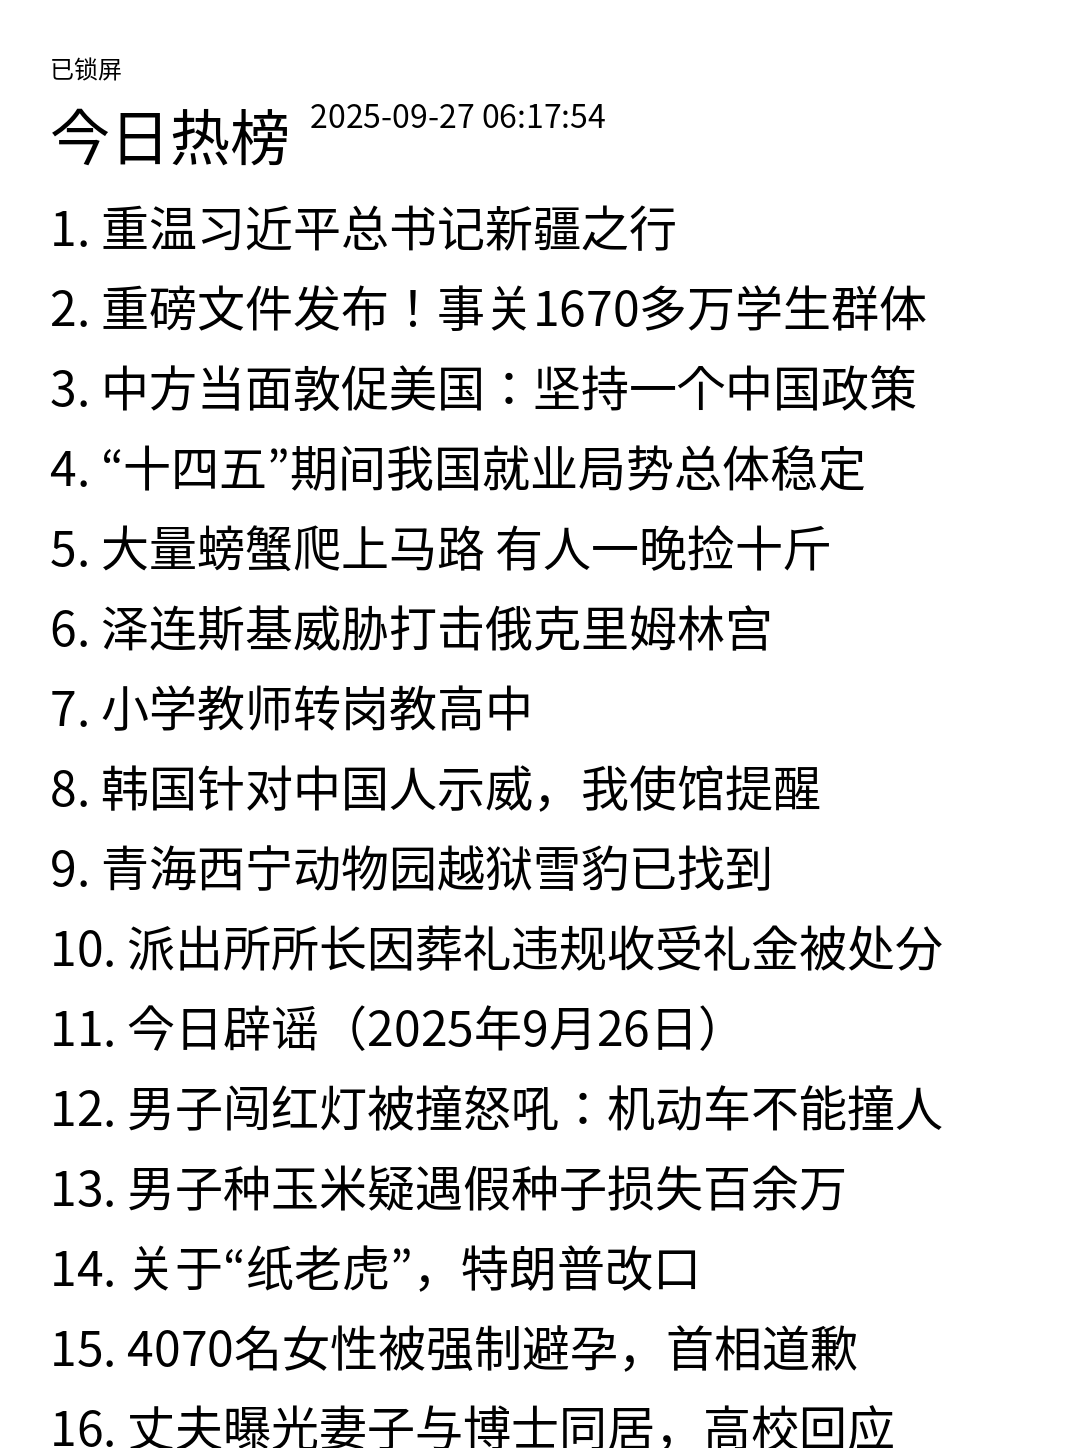 已锁屏
今日热榜 2025-09-27 06:17:54
1. 重温习近平总书记新疆之行
2. 重磅文件发布！事关1670多万学生群体
3. 中方当面敦促美国：坚持一个中国政策
4. “十四五”期间我国就业局势总体稳定
5. 大量螃蟹爬上马路 有人一晚捡十斤
6. 泽连斯基威胁打击俄克里姆林宫
7. 小学教师转岗教高中
8. 韩国针对中国人示威，我使馆提醒
9. 青海西宁动物园越狱雪豹已找到
10. 派出所所长因葬礼违规收受礼金被处分
11. 今日辟谣（2025年9月26日）
12. 男子闯红灯被撞怒吼：机动车不能撞人
13. 男子种玉米疑遇假种子损失百余万
14. 关于“纸老虎”，特朗普改口
15. 4070名女性被强制避孕，首相道歉
16. 丈夫曝光妻子与博士同居，高校回应